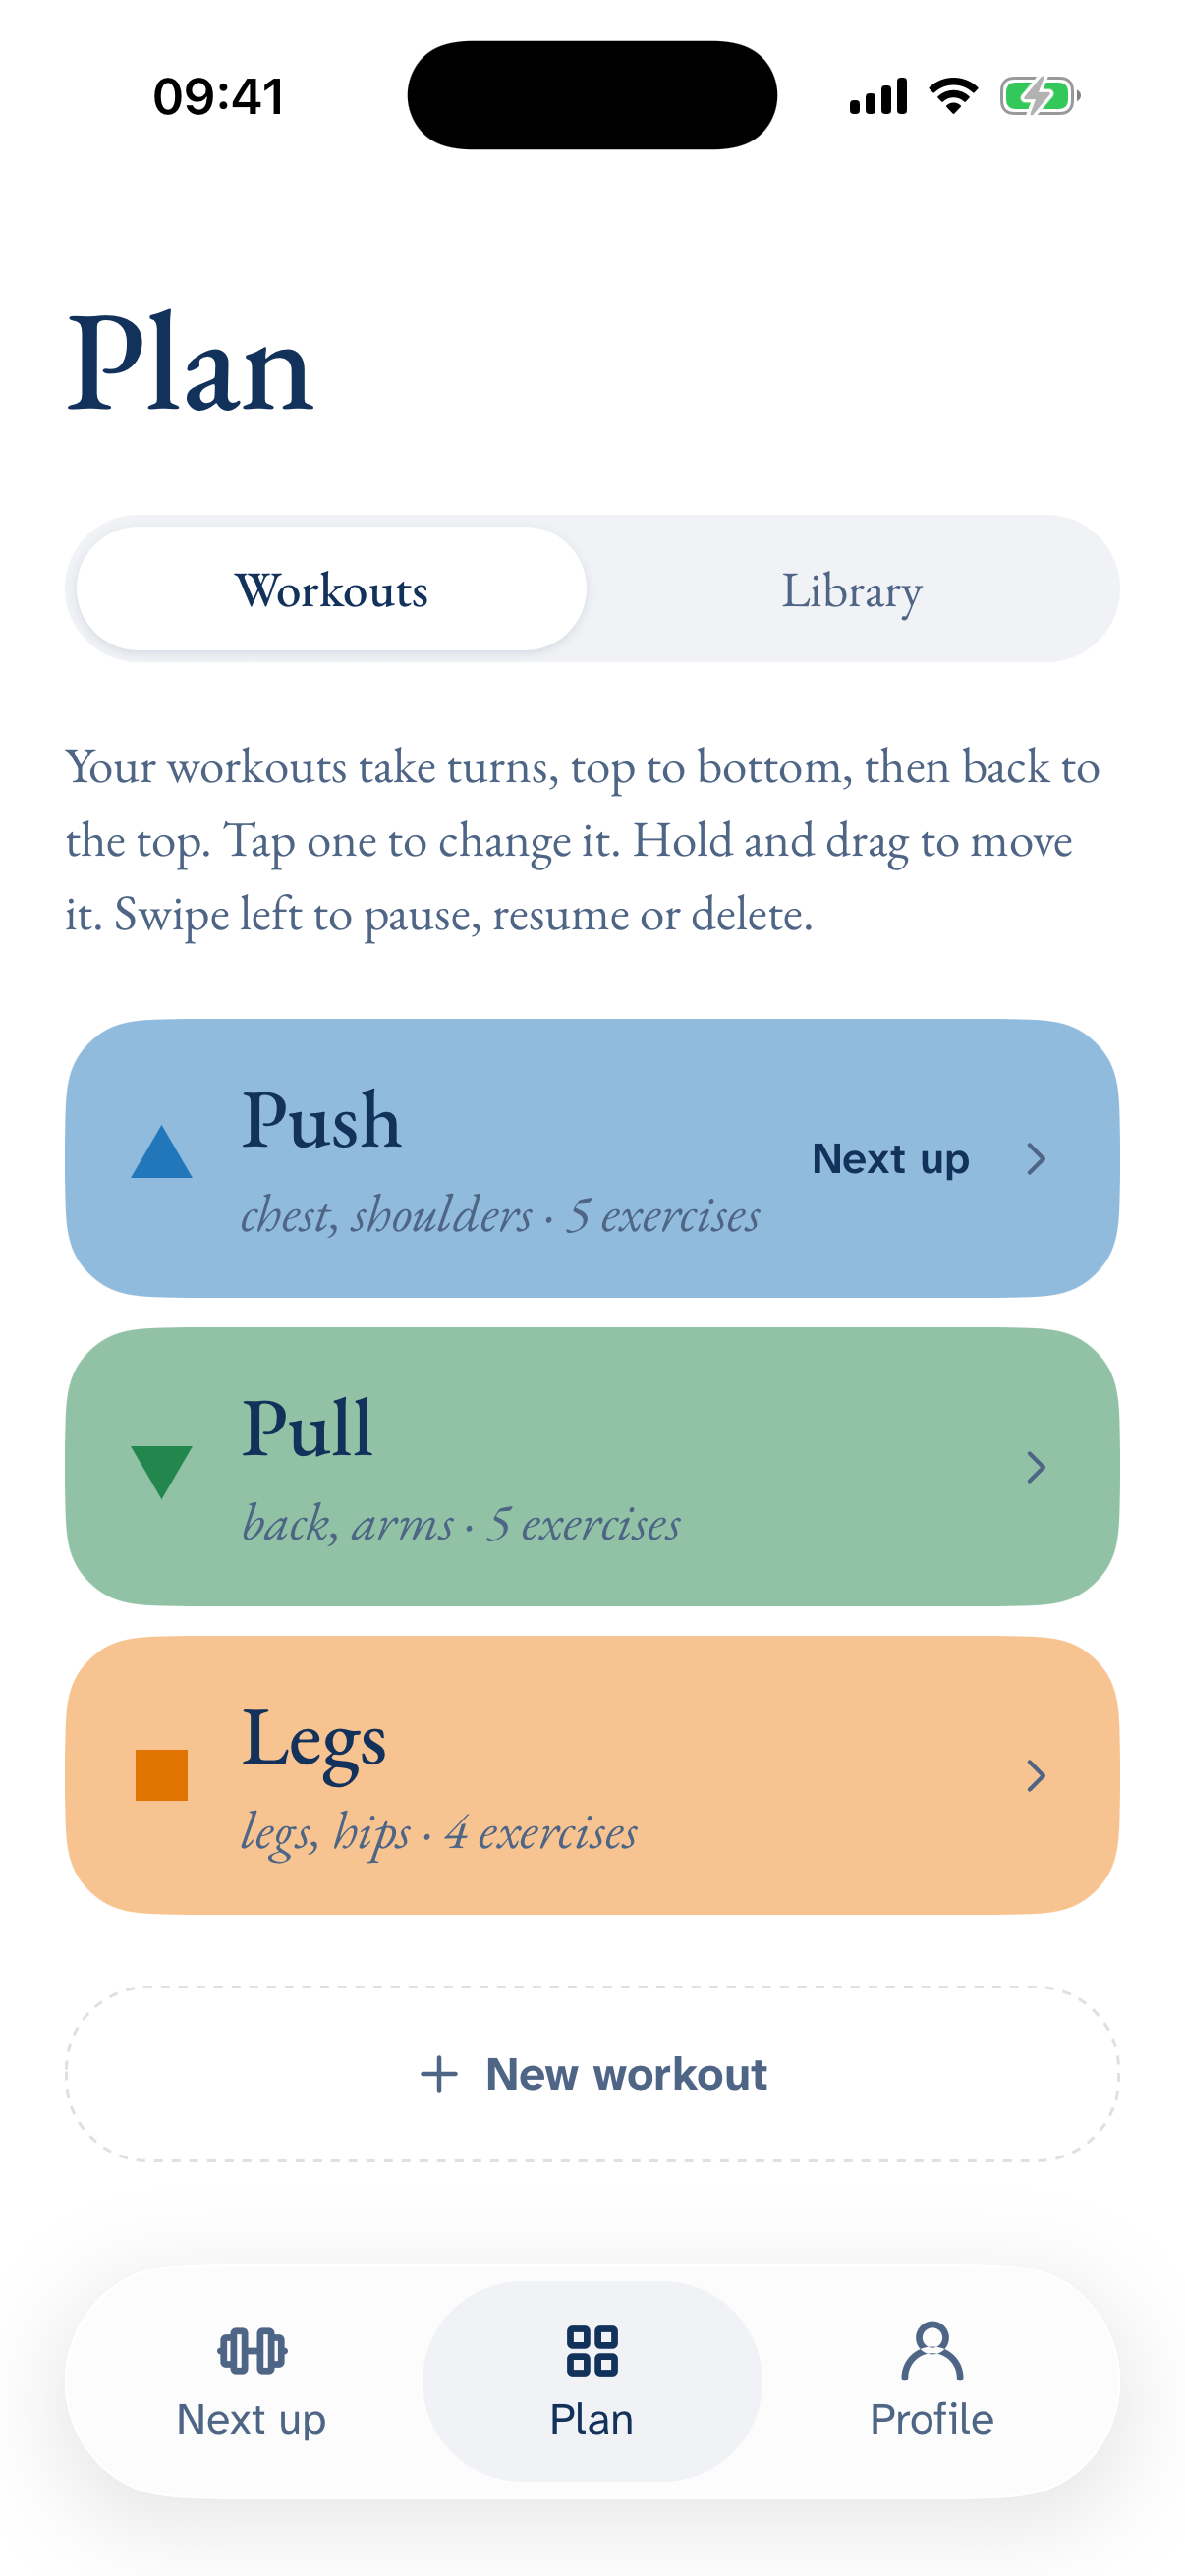 09:41
Plan
Workouts
Library
Your workouts take turns, top to bottom, then back to
the top. Tap one to change it. Hold and drag to move
it. Swipe left to pause, resume or delete.
Push
chest, shoulders · 5 exercises
Next up
Pull
back, arms · 5 exercises
Legs
legs, hips · 4 exercises
New workout
Next up
Plan
Profile